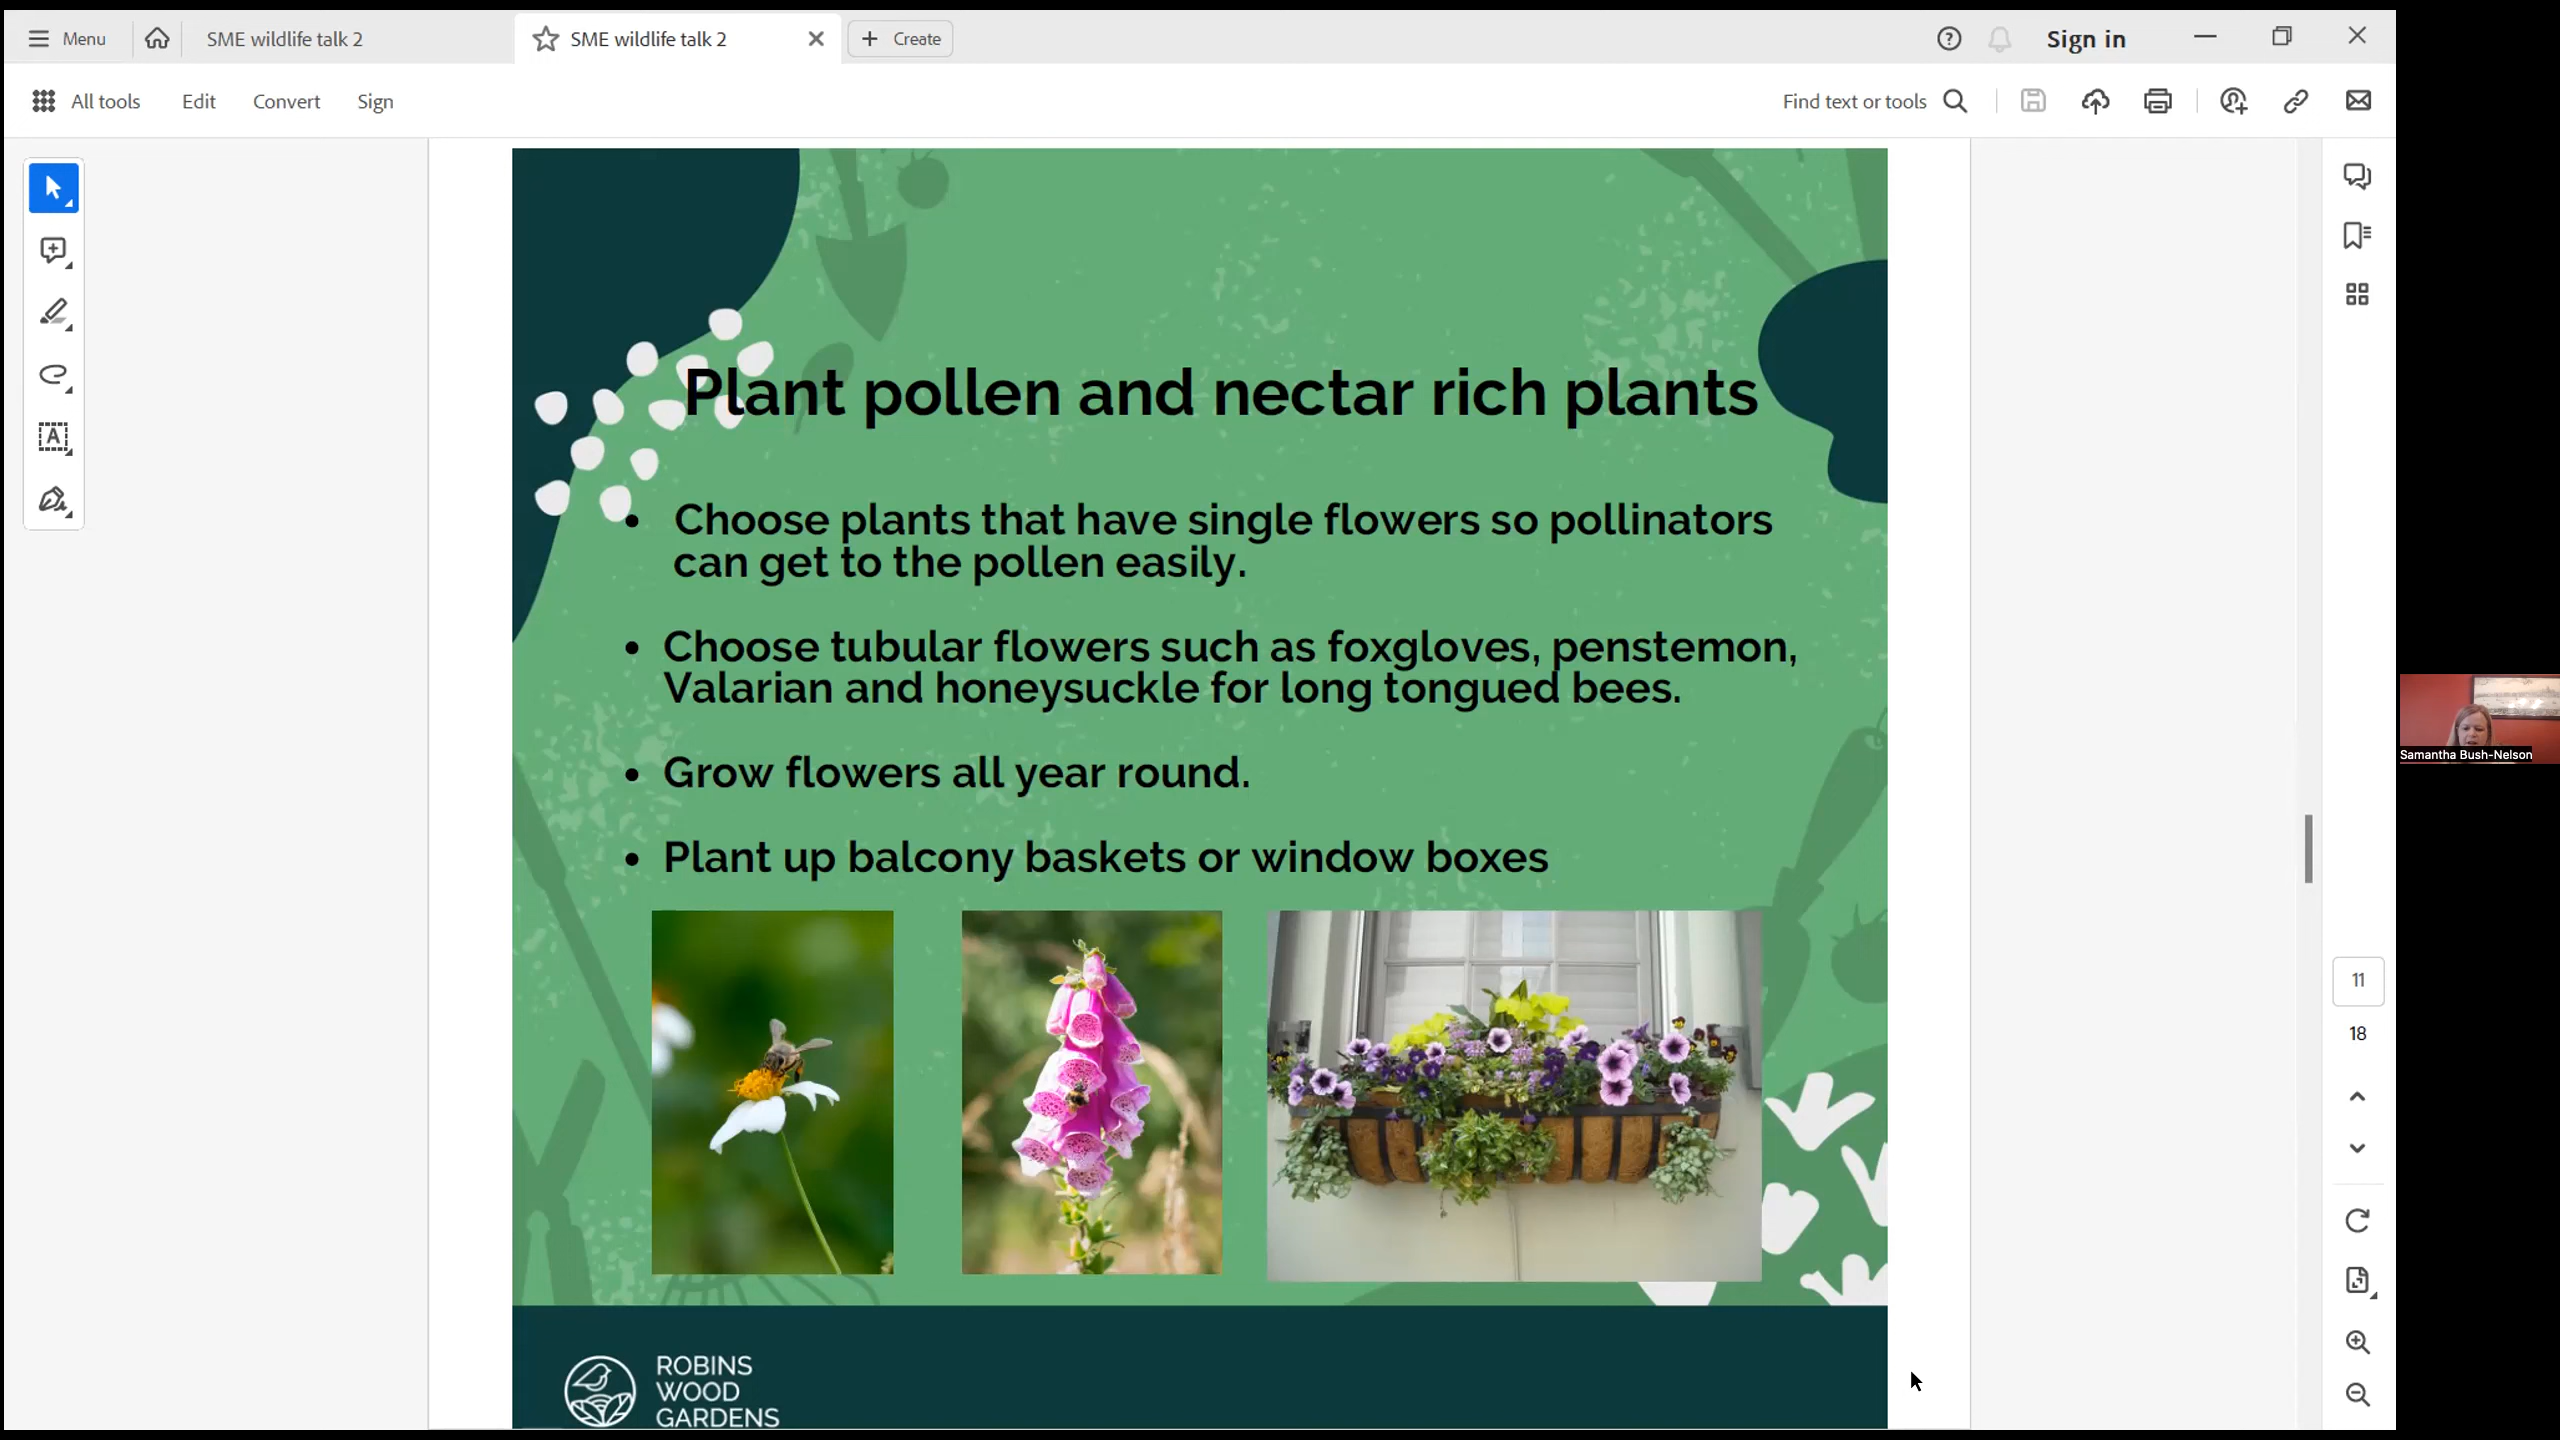 Menu
SME wildlife talk 2
SME wildlife talk 2
Create
Sign in
All tools
Edit
Convert
Sign
Find text or tools
Plant pollen and nectar rich plants
• Choose plants that have single flowers so pollinators
can get to the pollen easily.
• Choose tubular flowers such as foxgloves, penstemon,
Valarian and honeysuckle for long tongued bees.
• Grow flowers all year round.
• Plant up balcony baskets or window boxes
Samantha Bush-Nelson
11
18
ROBINS
WOOD
GARDENS